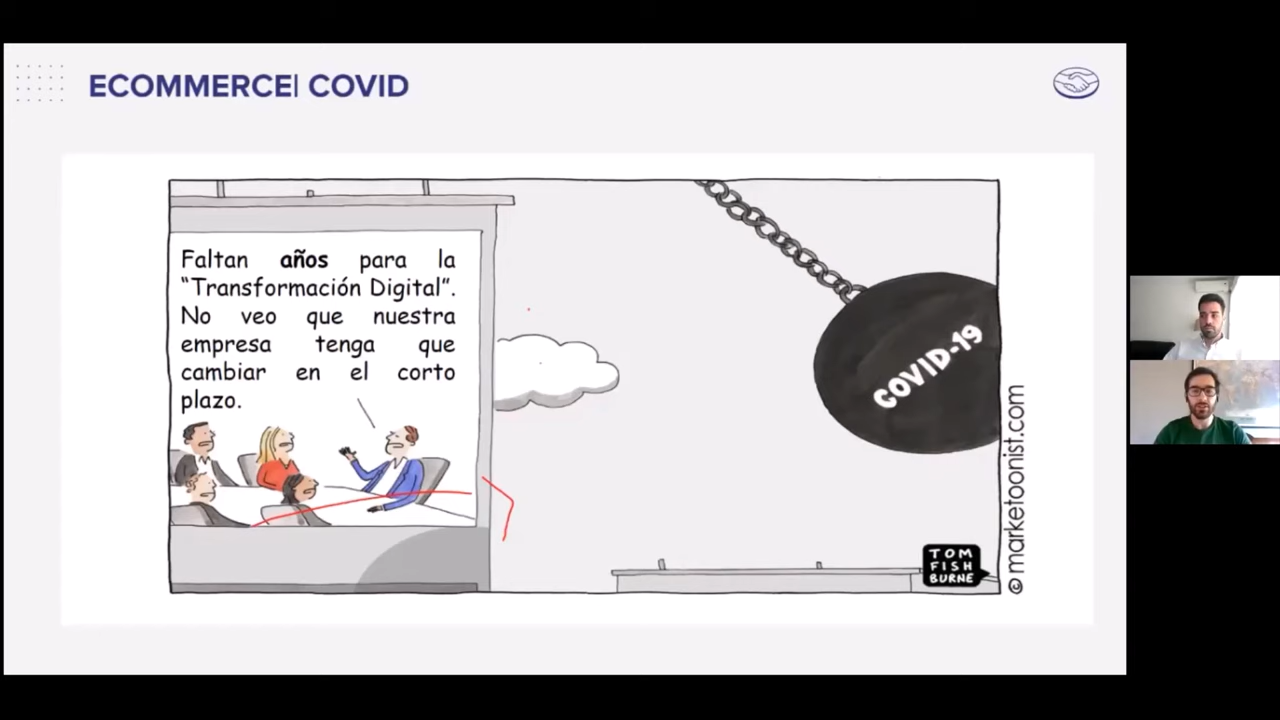 ECOMMERCE| COVID
Faltan años para la
“Transformación Digital”.
No veo que nuestra
empresa tenga que
cambiar en el corto
plazo.
COVID-19
TOM
FISH
BURNE
© marketoonist.com